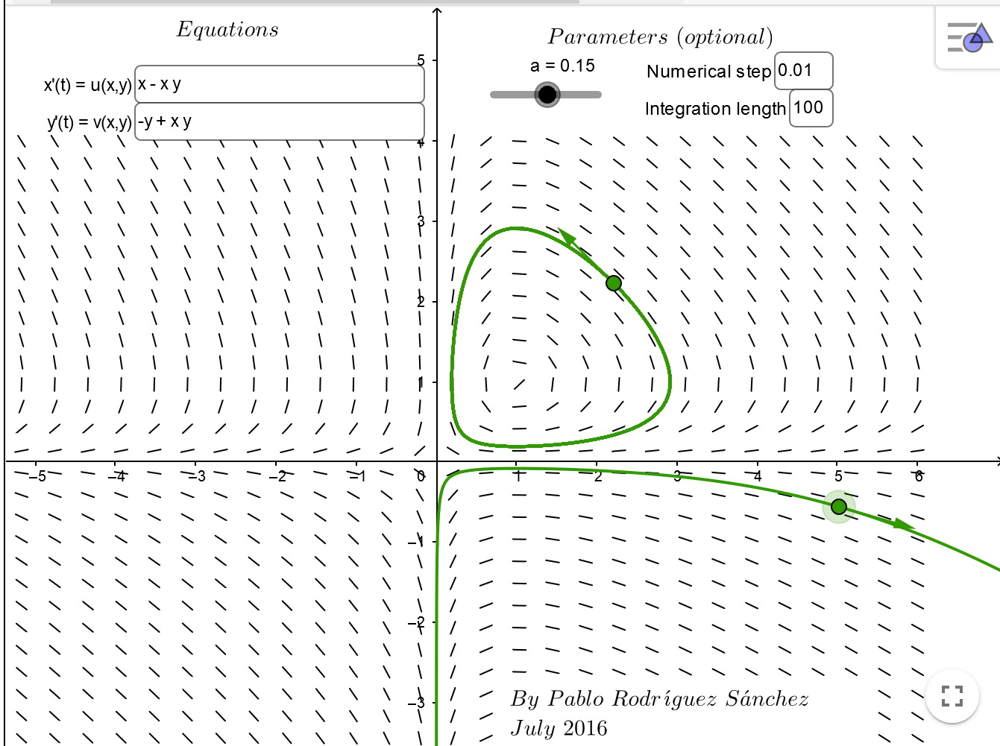 Equations
Parameters (optional)
a = 0.15
x'(t) = u(x,y) x - x y
y'(t) = v(x,y) -y + x y
Numerical step 0.01
Integration length 100
5
4
3
2
1
−5 −4 −3 −2 −1 0 1 2 3 4 5 6
−1
−2
−3
By Pablo Rodríguez Sánchez
July 2016